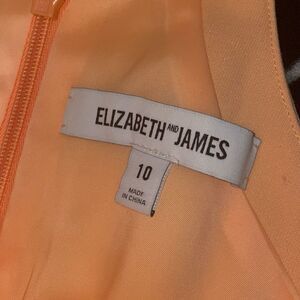 ELIZABETH AND JAMES
10
MADE
IN CHINA